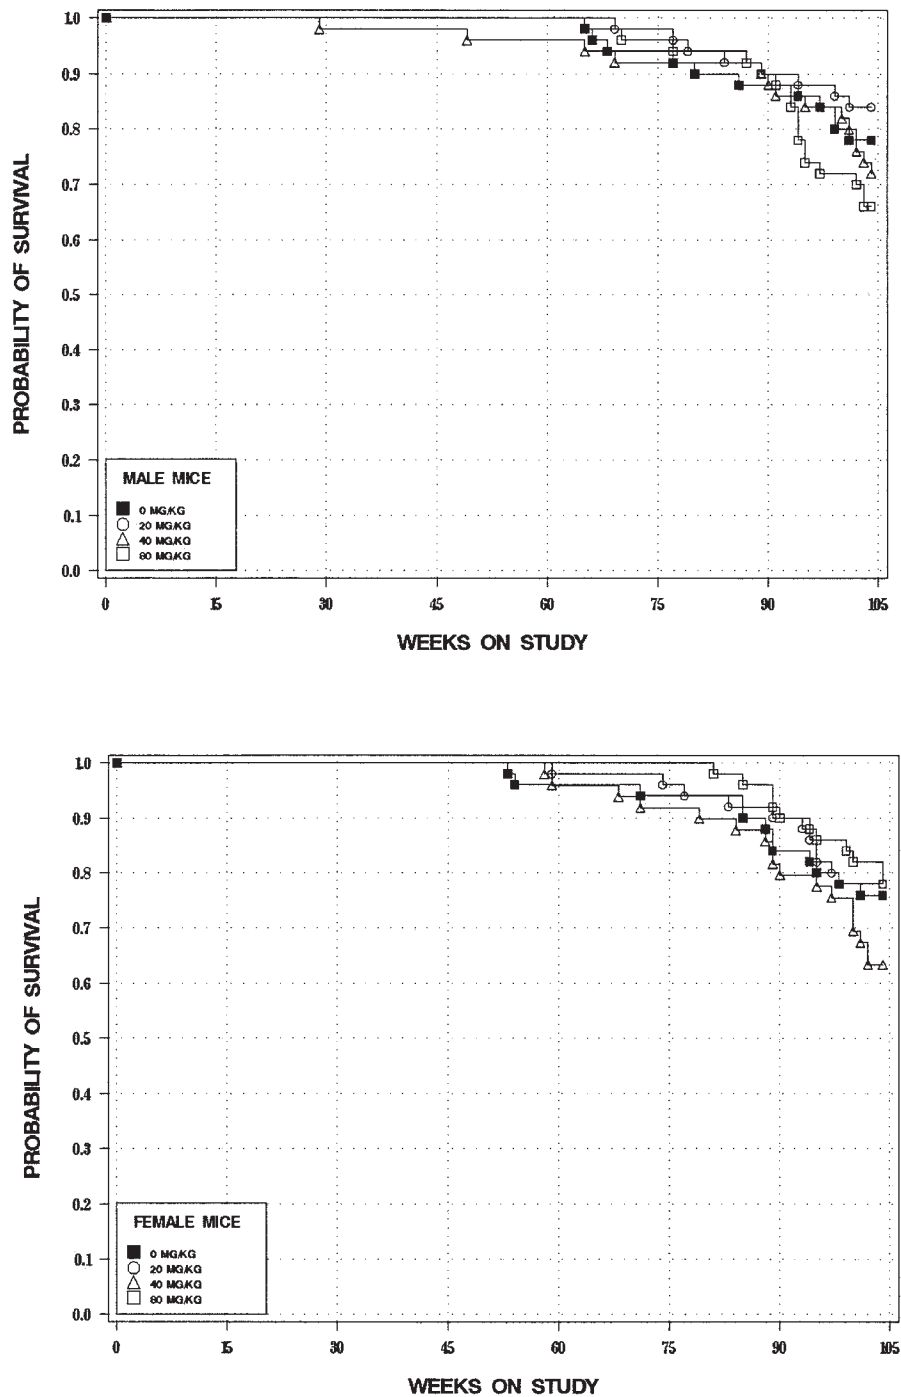 1.0
0.9
0.8
0.7
0.6
0.5
0.4
0.3
0.2
0.1
0.0
PROBABILITY OF SURVIVAL
MALE MICE
0 MG/KG
20 MG/KG
40 MG/KG
80 MG/KG
0 15 30 45 60 75 90 105
WEEKS ON STUDY
1.0
0.9
0.8
0.7
0.6
0.5
0.4
0.3
0.2
0.1
0.0
PROBABILITY OF SURVIVAL
FEMALE MICE
0 MG/KG
20 MG/KG
40 MG/KG
80 MG/KG
0 15 30 45 60 75 90 105
WEEKS ON STUDY